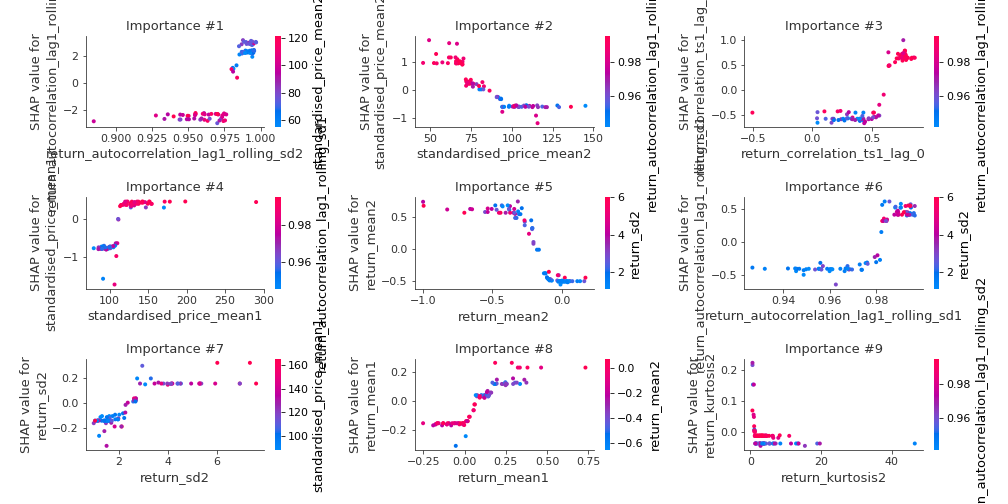 Importance #1
SHAP value for
return_autocorrelation_lag1_rolling_sd2
3
0
−2
0.900 0.925 0.950 0.975 1.000
return_autocorrelation_lag1_rolling_sd2
120
100
80
60
standardised_price_mean2
Importance #2
SHAP value for
standardised_price_mean2
1
0
−1
50 75 100 125 150
standardised_price_mean2
0.98
0.96
return_autocorrelation_lag1_rolling_sd2
Importance #3
SHAP value for
return_correlation_ts1_lag_0
1.0
0.5
0.0
−0.5
−0.5 0.0 0.5
return_correlation_ts1_lag_0
0.98
0.96
return_autocorrelation_lag1_rolling_sd2
Importance #4
SHAP value for
standardised_price_mean1
0
−1
100 150 200 250 300
standardised_price_mean1
0.98
0.96
return_autocorrelation_lag1_rolling_sd1
Importance #5
SHAP value for
return_mean2
0.5
0.0
−0.5
−1.0 −0.5 0.0
return_mean2
6
4
2
return_sd2
Importance #6
SHAP value for
return_autocorrelation_lag1_rolling_sd1
0.5
0.0
−0.5
0.94 0.96 0.98
return_autocorrelation_lag1_rolling_sd1
6
4
2
return_sd2
Importance #7
SHAP value for
return_sd2
0.2
0.0
−0.2
2 4 6
return_sd2
160
140
120
100
standardised_price_mean1
Importance #8
SHAP value for
return_mean1
0.2
0.0
−0.2
−0.25 0.00 0.25 0.50 0.75
return_mean1
0.0
−0.2
−0.4
−0.6
return_mean2
Importance #9
SHAP value for
return_kurtosis2
0.2
0.1
0.0
0 20 40
return_kurtosis2
0.98
0.96
return_autocorrelation_lag1_rolling_sd2